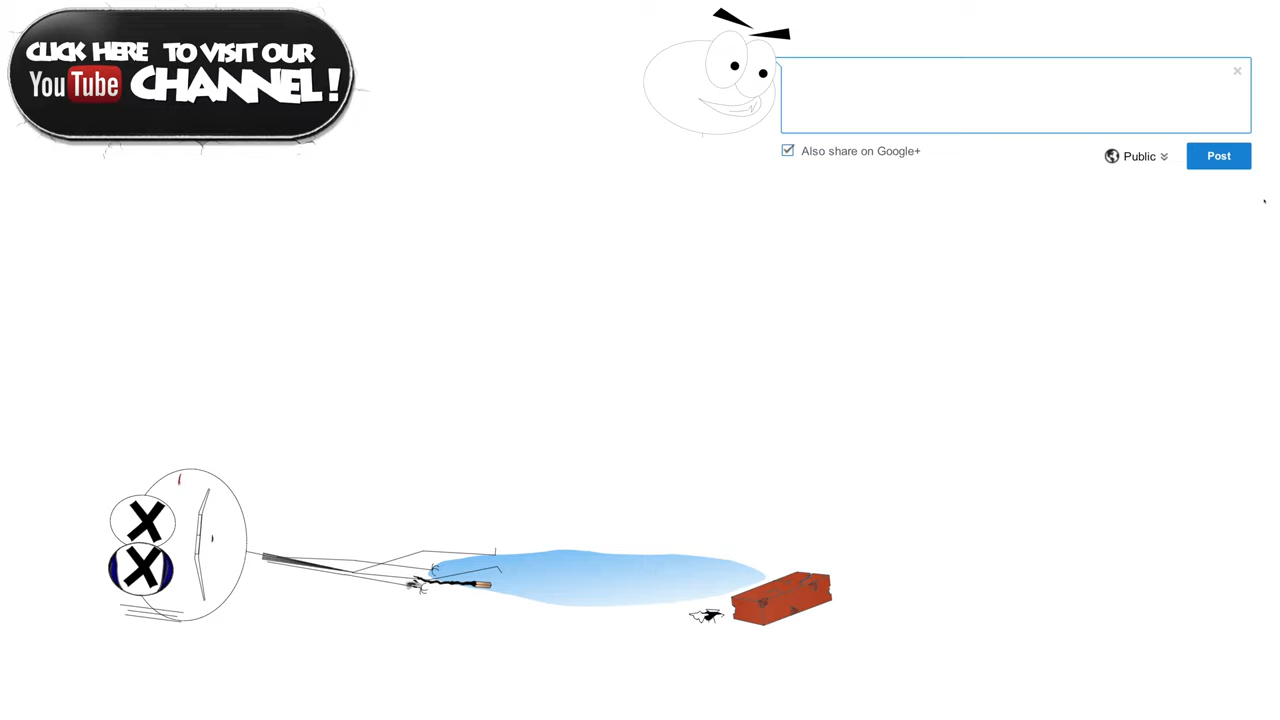 CLICK HERE TO VISIT OUR
YouTube CHANNEL!
Also share on Google+
Public
Post